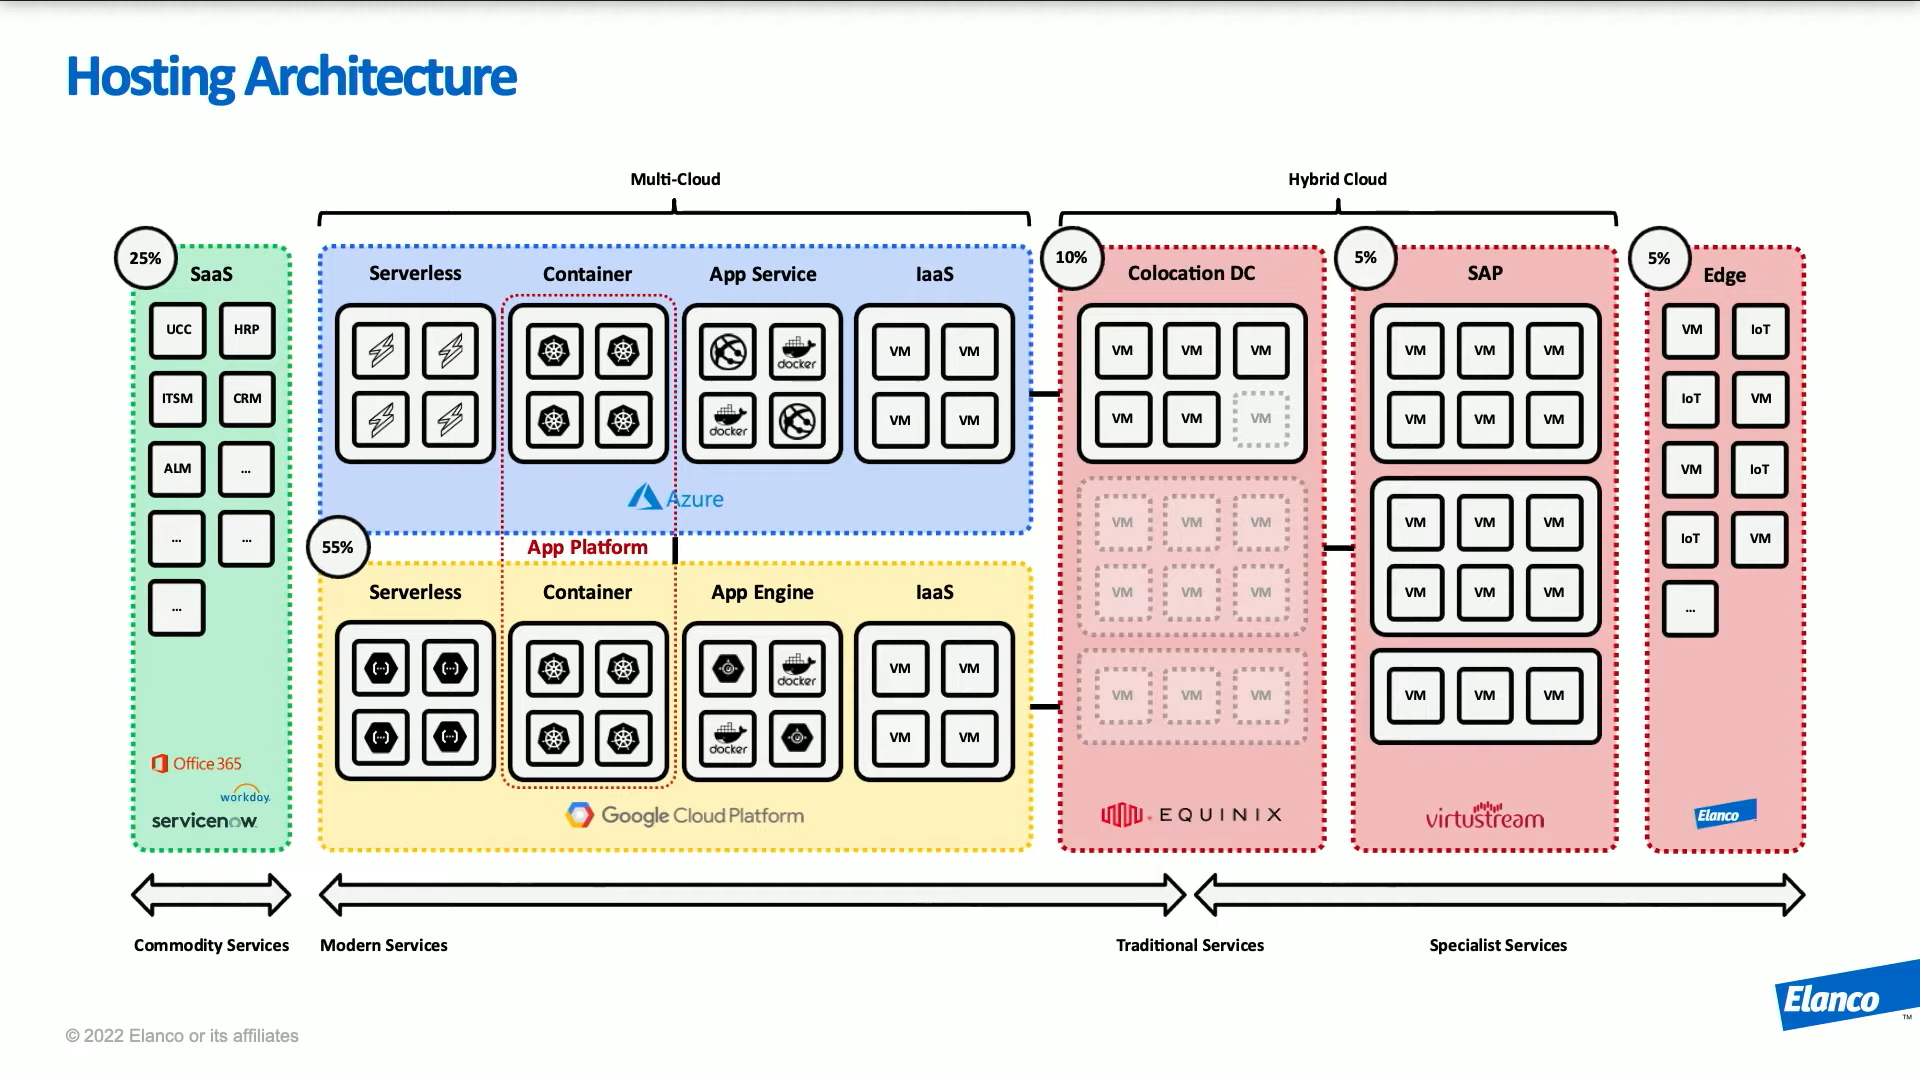 Hosting Architecture
Multi-Cloud
Hybrid Cloud
25%
SaaS
UCC HRP
ITSM CRM
ALM ...
... ...
...
Office 365
workday.
servicenow.
Serverless Container App Service IaaS
docker VM VM
docker VM VM
Azure
55%
App Platform
Serverless Container App Engine IaaS
(···) (···) docker VM VM
(···) (···) docker VM VM
Google Cloud Platform
10%
Colocation DC
VM VM VM
VM VM VM
VM VM VM
VM VM VM
VM VM VM
EQUINIX
5%
SAP
VM VM VM
VM VM VM
VM VM VM
VM VM VM
VM VM VM
virtustream
5%
Edge
VM IoT
IoT VM
VM IoT
IoT VM
...
Elanco
Commodity Services
Modern Services
Traditional Services
Specialist Services
Elanco
TM
© 2022 Elanco or its affiliates